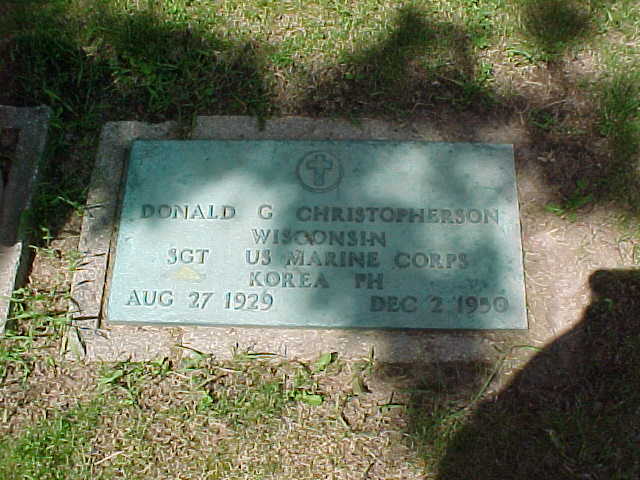 DONALD G CHRISTOPHERSON
WISCONSIN
SGT US MARINE CORPS
KOREA PH
AUG 27 1929 DEC 2 1950